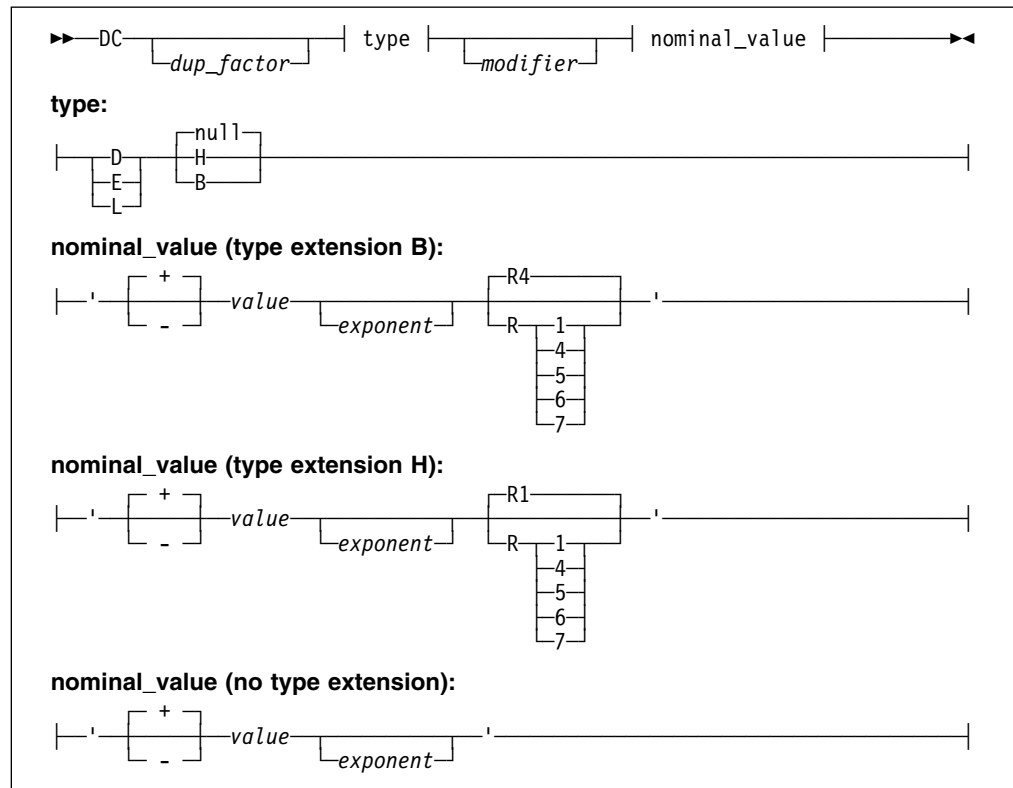 DC type nominal_value
dup_factor modifier
type:
null
D H
E B
L
nominal_value (type extension B):
+ R4
' value '
- exponent R 1
4
5
6
7
nominal_value (type extension H):
+ R1
' value '
- exponent R 1
4
5
6
7
nominal_value (no type extension):
+
' value '
- exponent